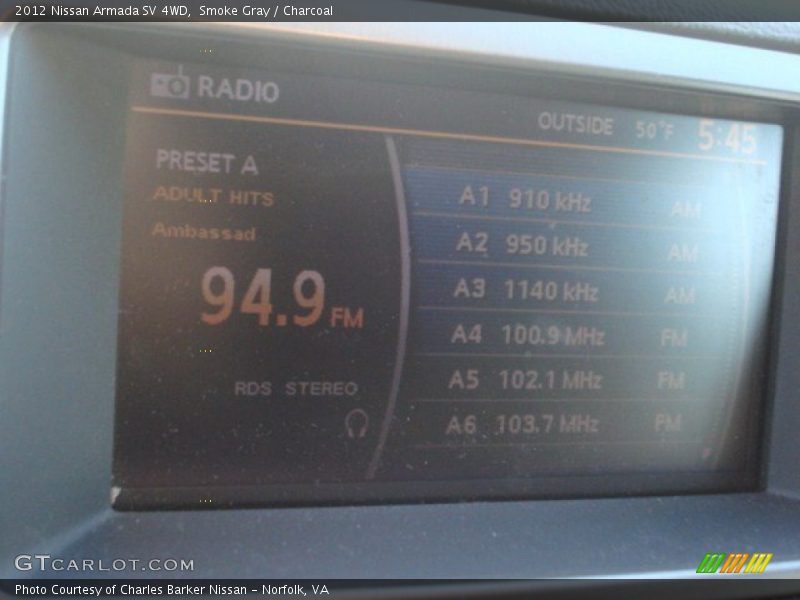 2012 Nissan Armada SV 4WD, Smoke Gray / Charcoal
RADIO
OUTSIDE 50°F 5:45
PRESET A
ADULT HITS
Ambassad
94.9 FM
RDS STEREO
A1 910 kHz AM
A2 950 kHz AM
A3 1140 kHz AM
A4 100.9 MHz FM
A5 102.1 MHz FM
A6 103.7 MHz FM
GTCARLOT.COM
Photo Courtesy of Charles Barker Nissan - Norfolk, VA